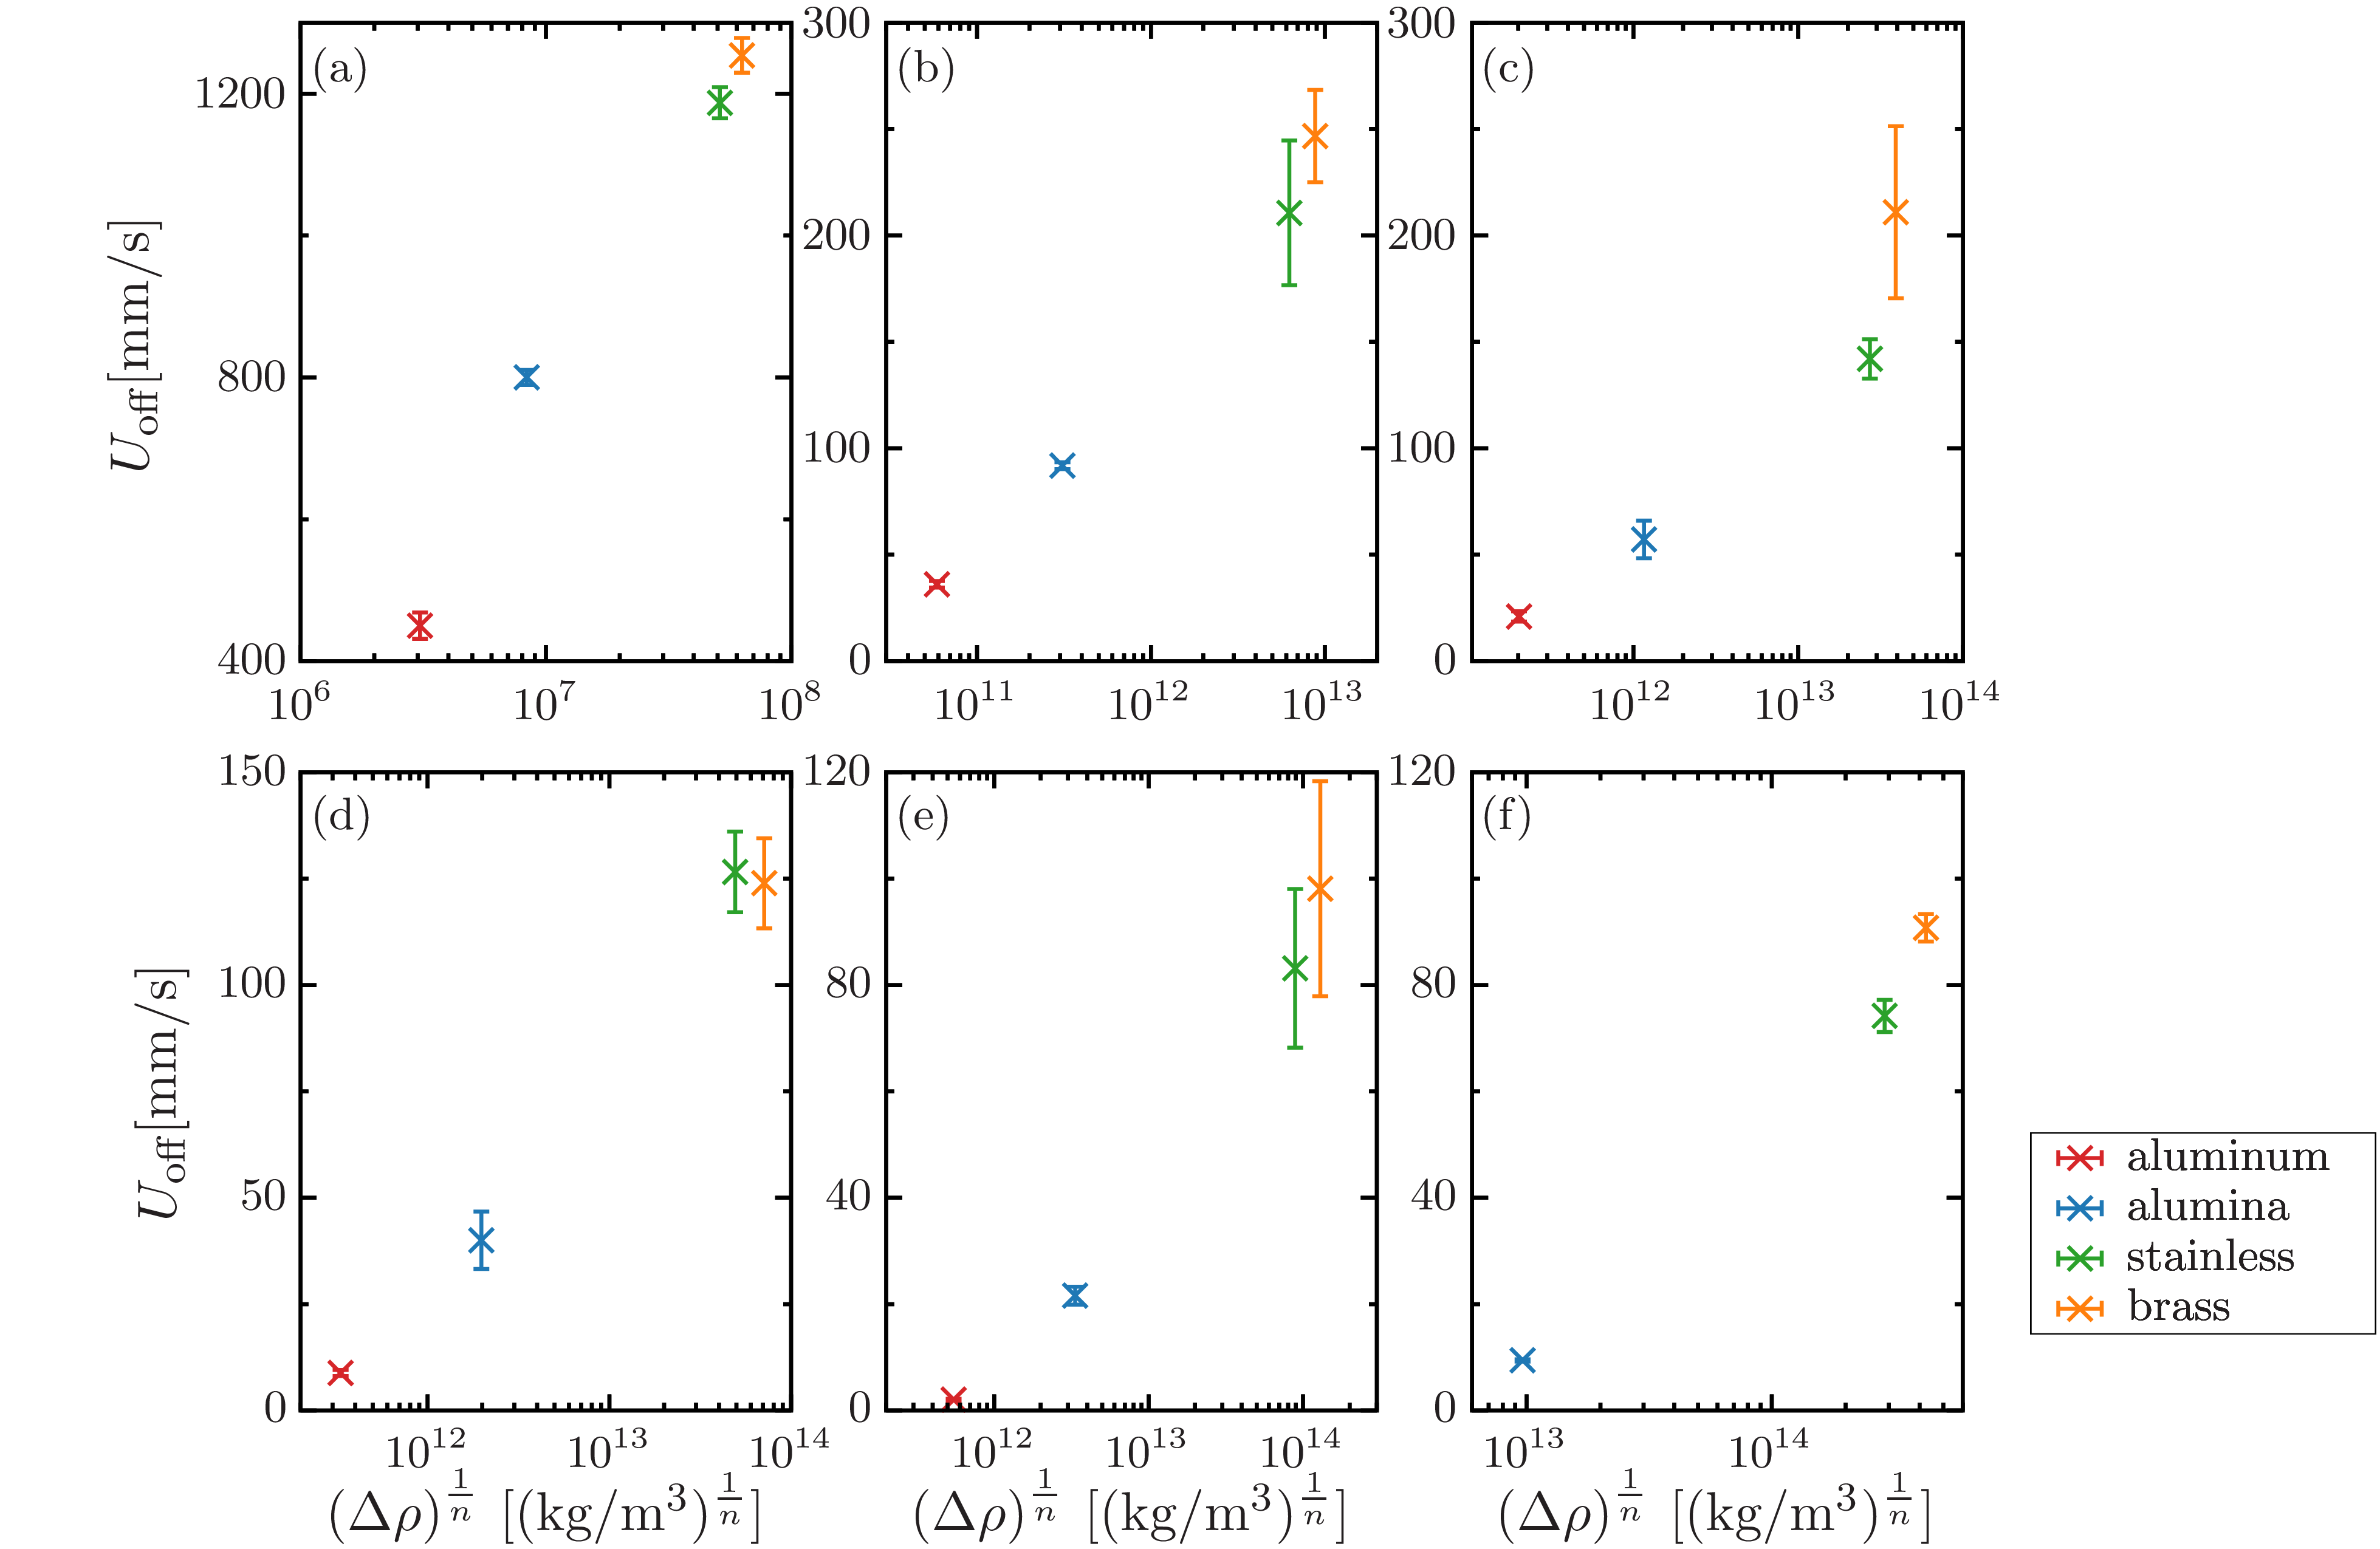 (a) (b) (c)
U_off[mm/s]
1200
800
400
10^6 10^7 10^8
300
200
100
0
10^11 10^12 10^13
300
200
100
0
10^12 10^13 10^14
(d) (e) (f)
U_off[mm/s]
150
100
50
0
10^12 10^13 10^14
(Δρ)^{1/n} [(kg/m^3)^{1/n}]
120
80
40
0
10^12 10^13 10^14
(Δρ)^{1/n} [(kg/m^3)^{1/n}]
120
80
40
0
10^13 10^14
(Δρ)^{1/n} [(kg/m^3)^{1/n}]
aluminum
alumina
stainless
brass